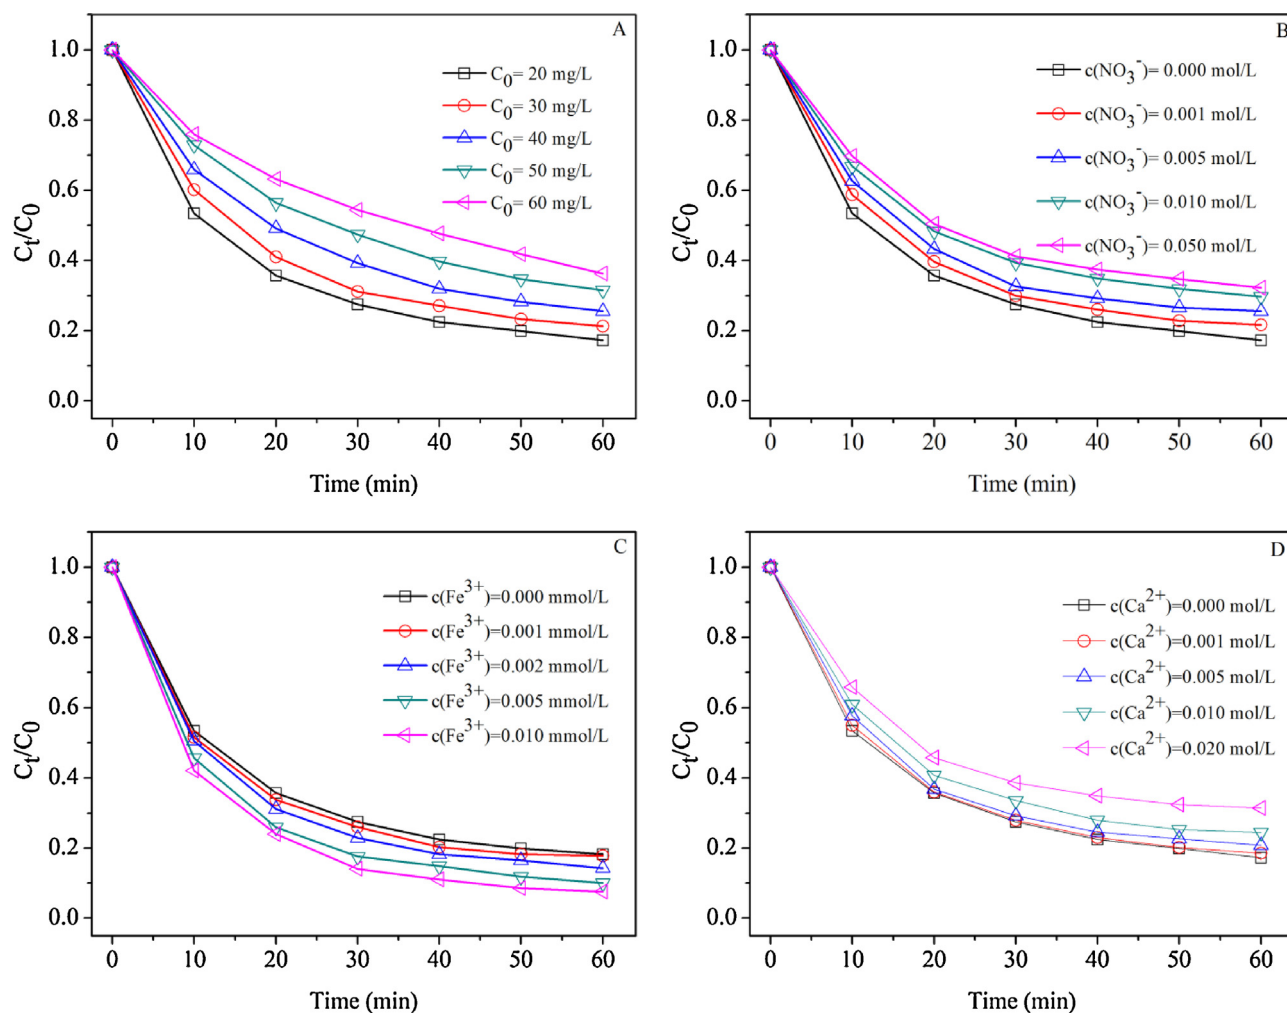 A
C0= 20 mg/L
C0= 30 mg/L
C0= 40 mg/L
C0= 50 mg/L
C0= 60 mg/L
1.0
0.8
0.6
0.4
0.2
0.0
Ct/C0
0 10 20 30 40 50 60
Time (min)
B
c(NO3-)= 0.000 mol/L
c(NO3-)= 0.001 mol/L
c(NO3-)= 0.005 mol/L
c(NO3-)= 0.010 mol/L
c(NO3-)= 0.050 mol/L
1.0
0.8
0.6
0.4
0.2
0.0
Ct/C0
0 10 20 30 40 50 60
Time (min)
C
c(Fe3+)=0.000 mmol/L
c(Fe3+)=0.001 mmol/L
c(Fe3+)=0.002 mmol/L
c(Fe3+)=0.005 mmol/L
c(Fe3+)=0.010 mmol/L
1.0
0.8
0.6
0.4
0.2
0.0
Ct/C0
0 10 20 30 40 50 60
Time (min)
D
c(Ca2+)=0.000 mol/L
c(Ca2+)=0.001 mol/L
c(Ca2+)=0.005 mol/L
c(Ca2+)=0.010 mol/L
c(Ca2+)=0.020 mol/L
1.0
0.8
0.6
0.4
0.2
0.0
Ct/C0
0 10 20 30 40 50 60
Time (min)